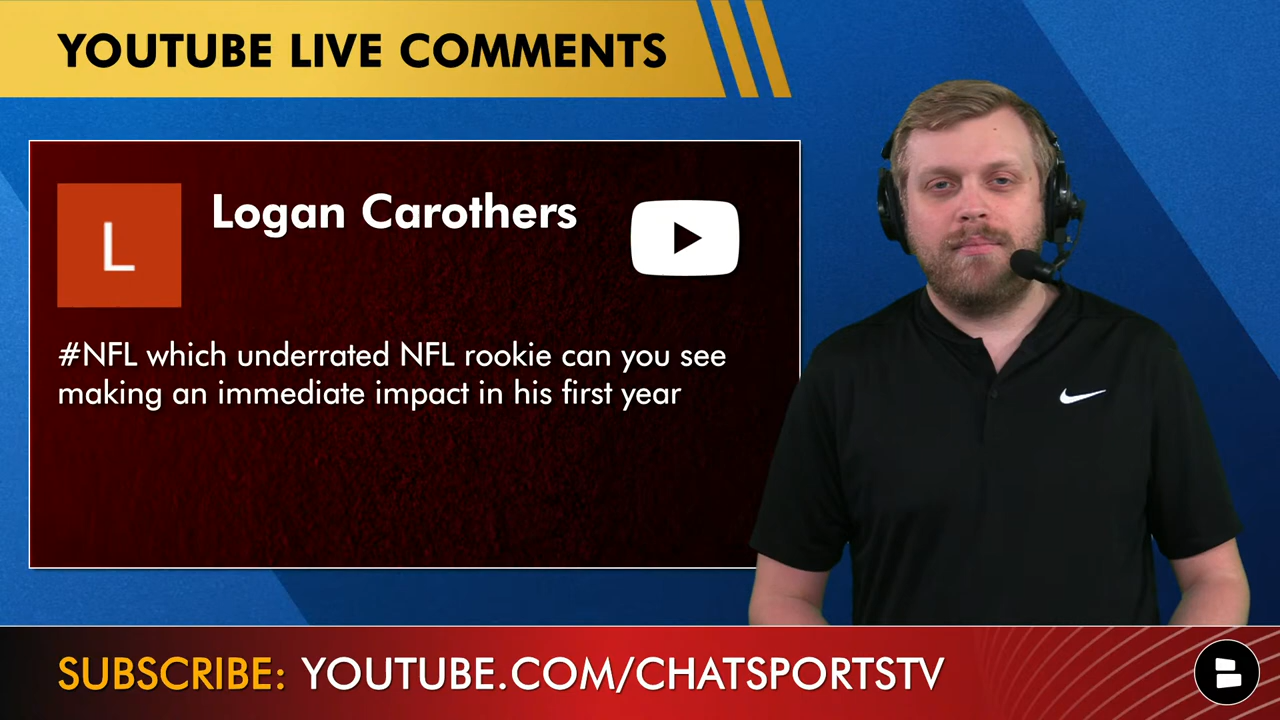 YOUTUBE LIVE COMMENTS
L
Logan Carothers
#NFL which underrated NFL rookie can you see
making an immediate impact in his first year
SUBSCRIBE: YOUTUBE.COM/CHATSPORTSTV